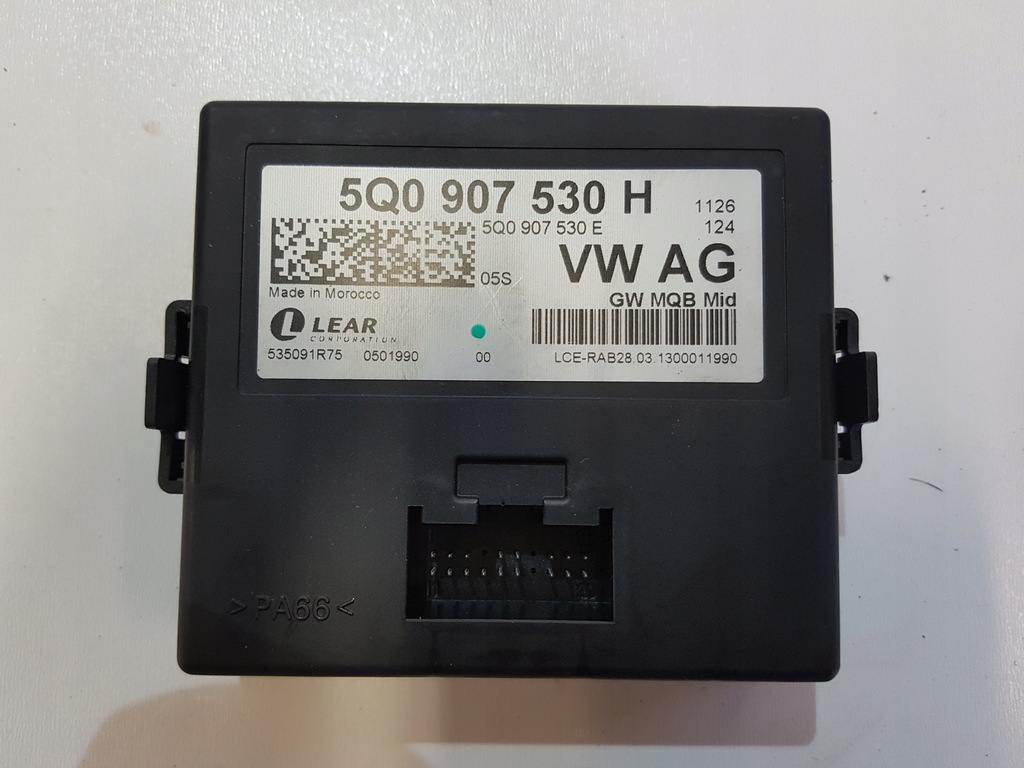 5Q0 907 530 H 1126
5Q0 907 530 E 124
05S VW AG
Made in Morocco GW MQB Mid
LEAR
CORPORATION
535091R75 0501990 00 LCE-RAB28.03.1300011990
>PA66<